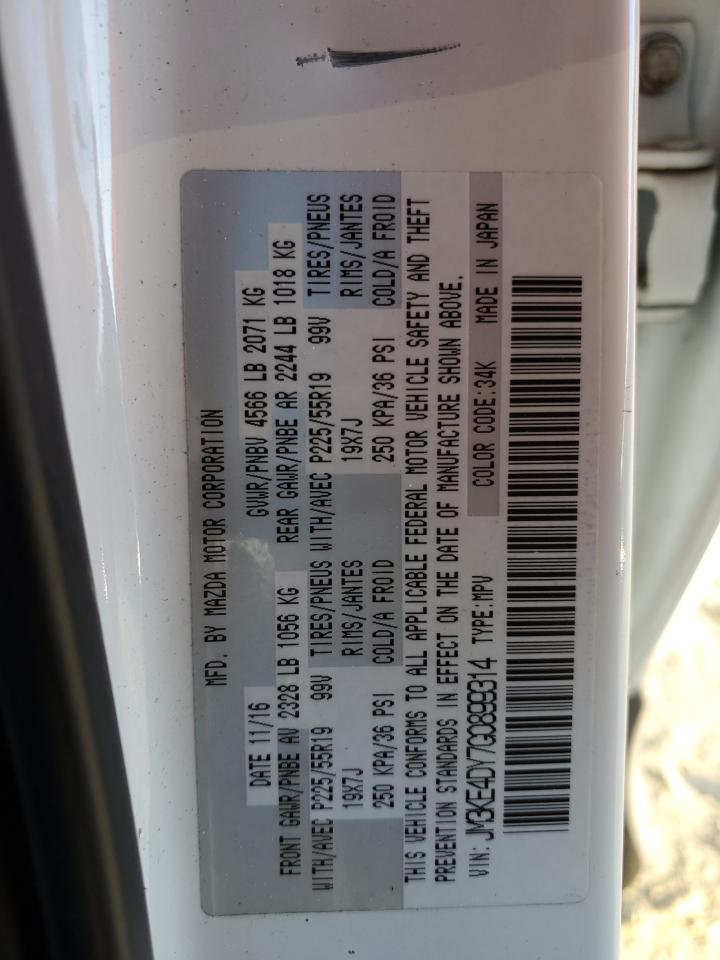 MFD. BY MAZDA MOTOR CORPORATION
DATE 11/16 GVWR/PNBV 4566 LB 2071 KG
FRONT GAWR/PNBE AV 2328 LB 1056 KG REAR GAWR/PNBE AR 2244 LB 1018 KG
WITH/AVEC P225/55R19 99V TIRES/PNEUS WITH/AVEC P225/55R19 99V TIRES/PNEUS
19X7J RIMS/JANTES 19X7J RIMS/JANTES
250 KPA/36 PSI COLD/A FROID 250 KPA/36 PSI COLD/A FROID
THIS VEHICLE CONFORMS TO ALL APPLICABLE FEDERAL MOTOR VEHICLE SAFETY AND THEFT
PREVENTION STANDARDS IN EFFECT ON THE DATE OF MANUFACTURE SHOWN ABOVE.
VIN: JM3KE4DY7G0899314 TYPE:MPV COLOR CODE:34K MADE IN JAPAN